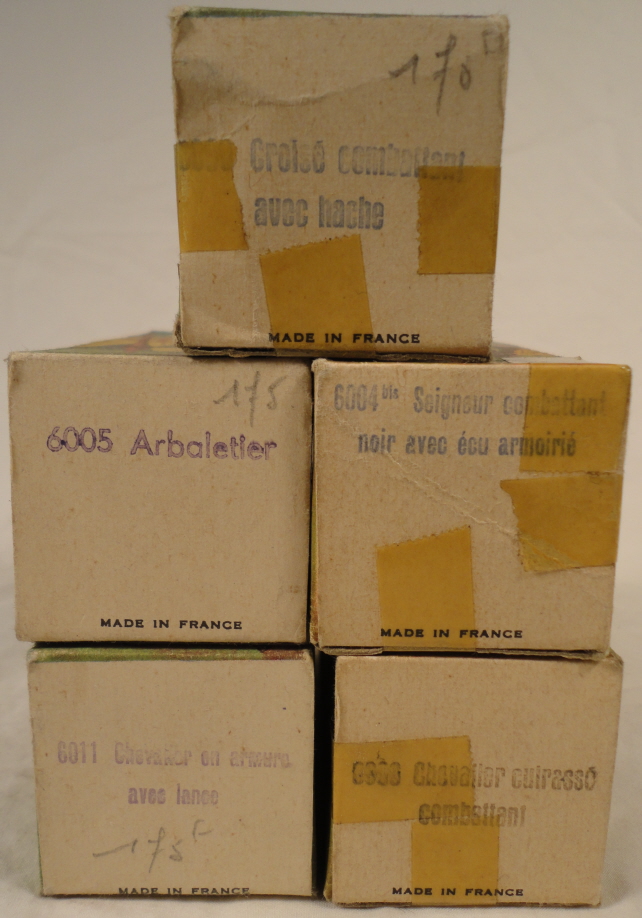 175 F
Croisé combattant
avec hache
MADE IN FRANCE
175
6005 Arbaletier
MADE IN FRANCE
6004 bis Seigneur combattant
noir avec écu armoirié
MADE IN FRANCE
6011 Chevalier en armure
avec lance
175 F
MADE IN FRANCE
Chevalier cuirassé
combattant
MADE IN FRANCE